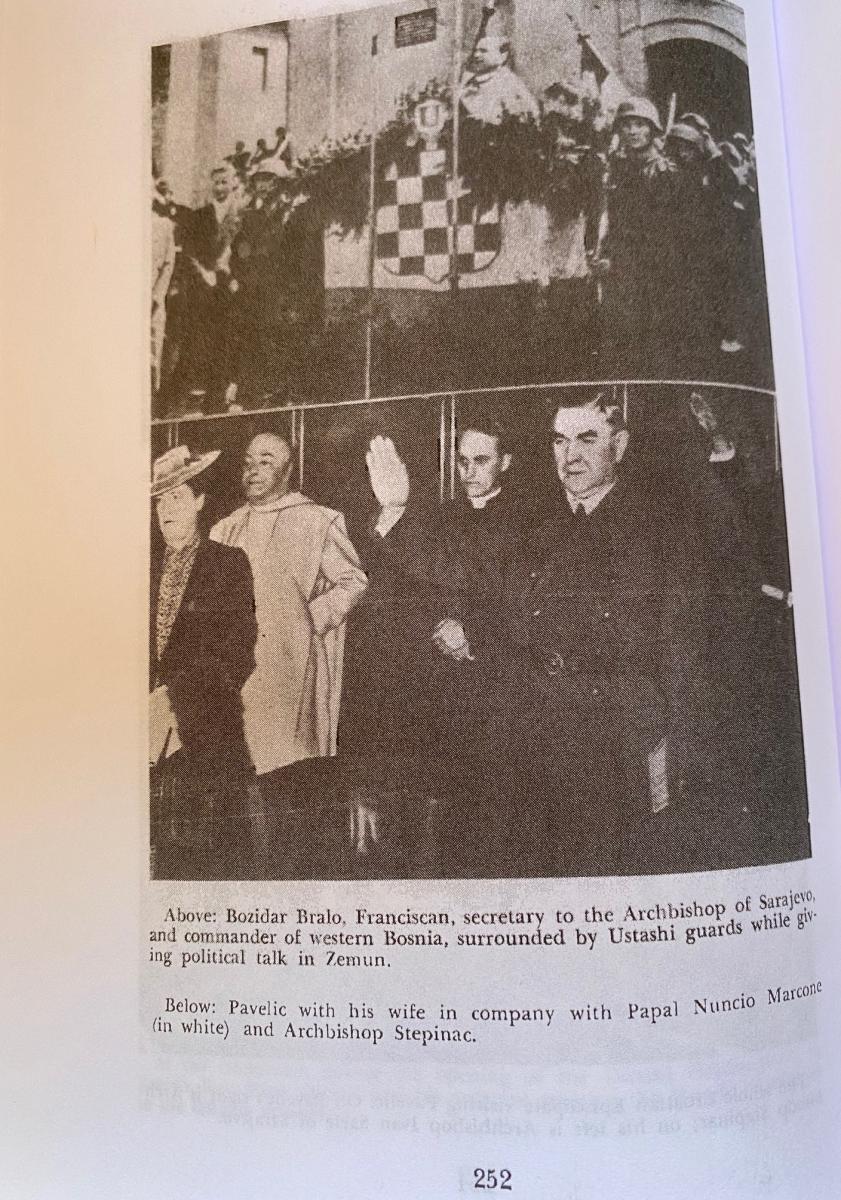 U
Above: Bozidar Bralo, Franciscan, secretary to the Archbishop of Sarajevo,
and commander of western Bosnia, surrounded by Ustashi guards while giv-
ing political talk in Zemun.
Below: Pavelic with his wife in company with Papal Nuncio Marcone
(in white) and Archbishop Stepinac.
252